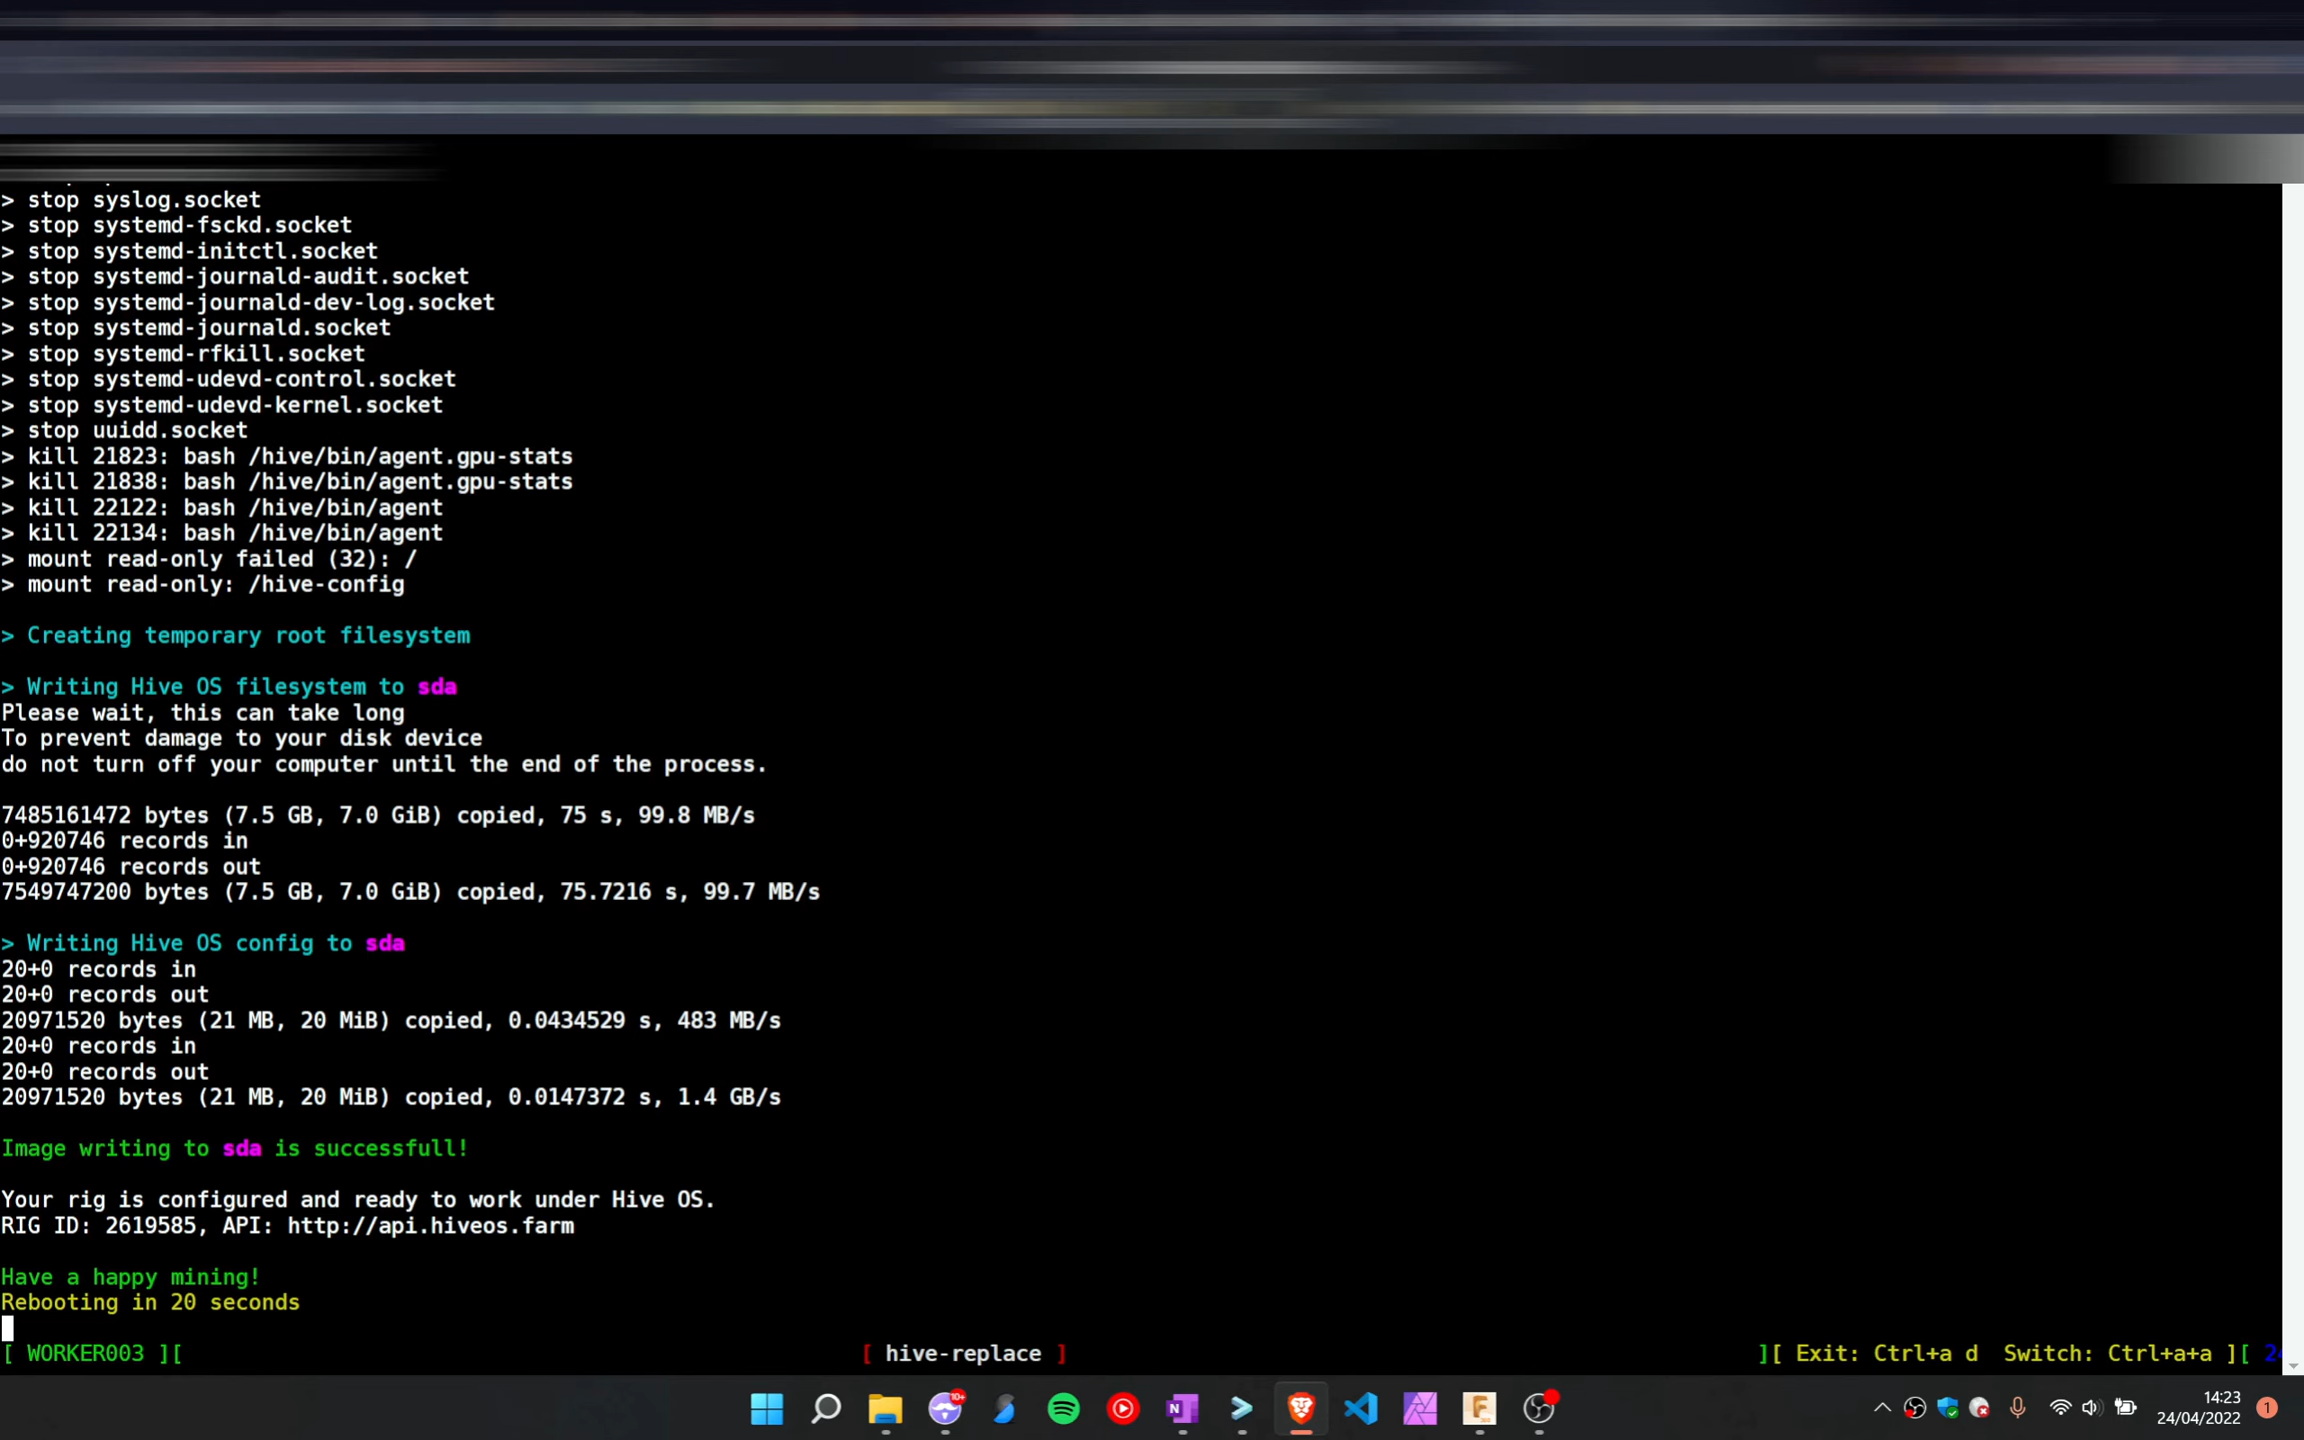 > stop syslog.socket
> stop systemd-fsckd.socket
> stop systemd-initctl.socket
> stop systemd-journald-audit.socket
> stop systemd-journald-dev-log.socket
> stop systemd-journald.socket
> stop systemd-rfkill.socket
> stop systemd-udevd-control.socket
> stop systemd-udevd-kernel.socket
> stop uuidd.socket
> kill 21823: bash /hive/bin/agent.gpu-stats
> kill 21838: bash /hive/bin/agent.gpu-stats
> kill 22122: bash /hive/bin/agent
> kill 22134: bash /hive/bin/agent
> mount read-only failed (32): /
> mount read-only: /hive-config
> Creating temporary root filesystem
> Writing Hive OS filesystem to sda
Please wait, this can take long
To prevent damage to your disk device
do not turn off your computer until the end of the process.
7485161472 bytes (7.5 GB, 7.0 GiB) copied, 75 s, 99.8 MB/s
0+920746 records in
0+920746 records out
7549747200 bytes (7.5 GB, 7.0 GiB) copied, 75.7216 s, 99.7 MB/s
> Writing Hive OS config to sda
20+0 records in
20+0 records out
20971520 bytes (21 MB, 20 MiB) copied, 0.0434529 s, 483 MB/s
20+0 records in
20+0 records out
20971520 bytes (21 MB, 20 MiB) copied, 0.0147372 s, 1.4 GB/s
Image writing to sda is successfull!
Your rig is configured and ready to work under Hive OS.
RIG ID: 2619585, API: http://api.hiveos.farm
Have a happy mining!
Rebooting in 20 seconds
[ WORKER003 ][ [ hive-replace ] ][ Exit: Ctrl+a d Switch: Ctrl+a+a ][
10+
14:23
24/04/2022
1